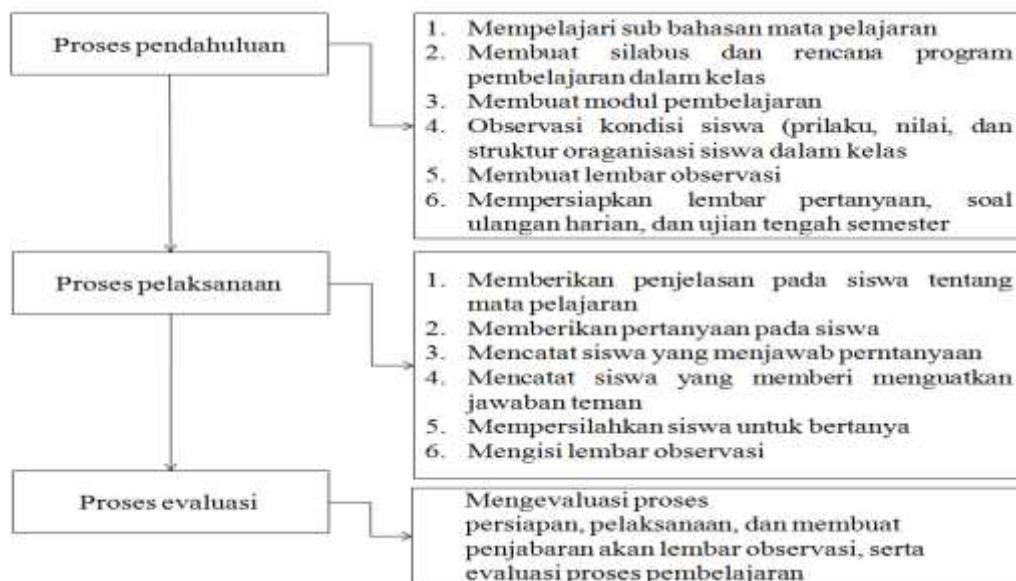 Proses pendahuluan
1. Mempelajari sub bahasan mata pelajaran
2. Membuat silabus dan rencana program
pembelajaran dalam kelas
3. Membuat modul pembelajaran
4. Observasi kondisi siswa (prilaku, nilai, dan
struktur oraganisasi siswa dalam kelas
5. Membuat lembar observasi
6. Mempersiapkan lembar pertanyaan, soal
ulangan harian, dan ujian tengah semester
Proses pelaksanaan
1. Memberikan penjelasan pada siswa tentang
mata pelajaran
2. Memberikan pertanyaan pada siswa
3. Mencatat siswa yang menjawab perntanyaan
4. Mencatat siswa yang memberi menguatkan
jawaban teman
5. Mempersilahkan siswa untuk bertanya
6. Mengisi lembar observasi
Proses evaluasi
Mengevaluasi proses
persiapan, pelaksanaan, dan membuat
penjabaran akan lembar observasi, serta
evaluasi proses pembelajaran